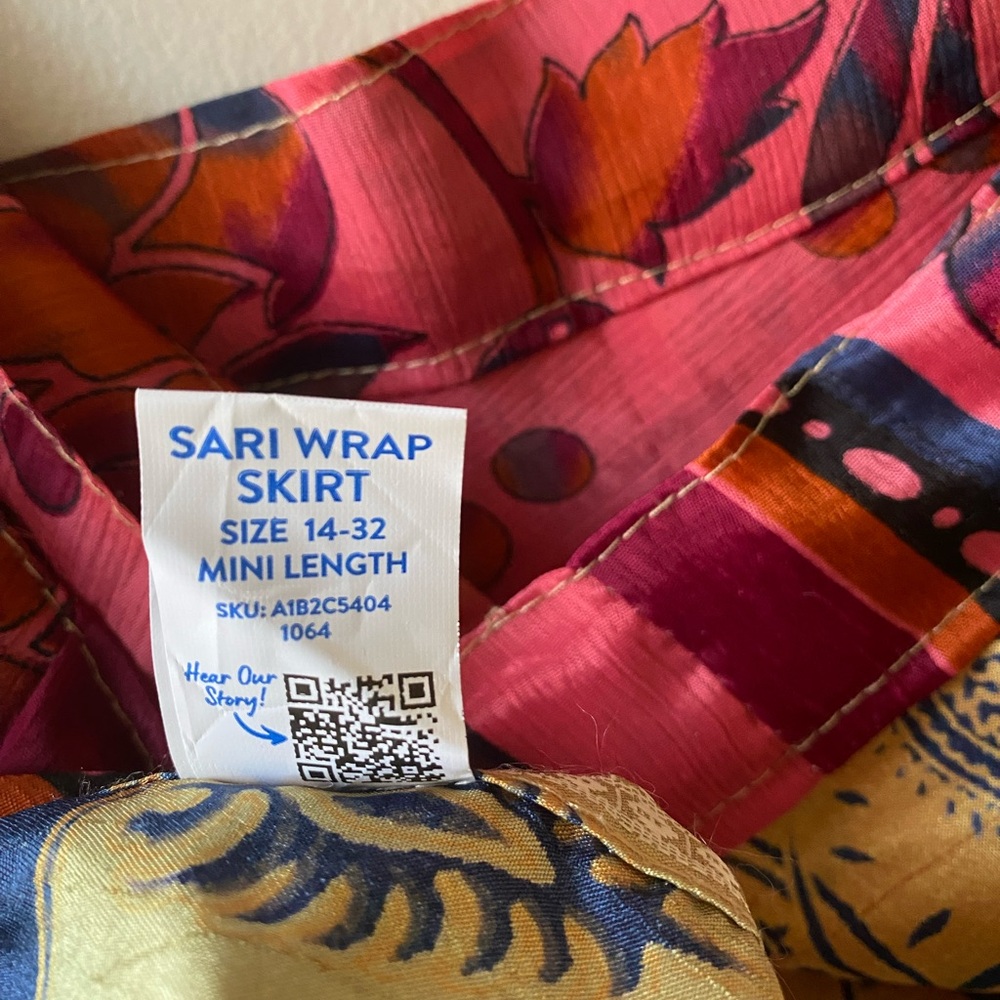 SARI WRAP
SKIRT
SIZE 14-32
MINI LENGTH
SKU: A1B2C5404
1064
Hear Our
Story!